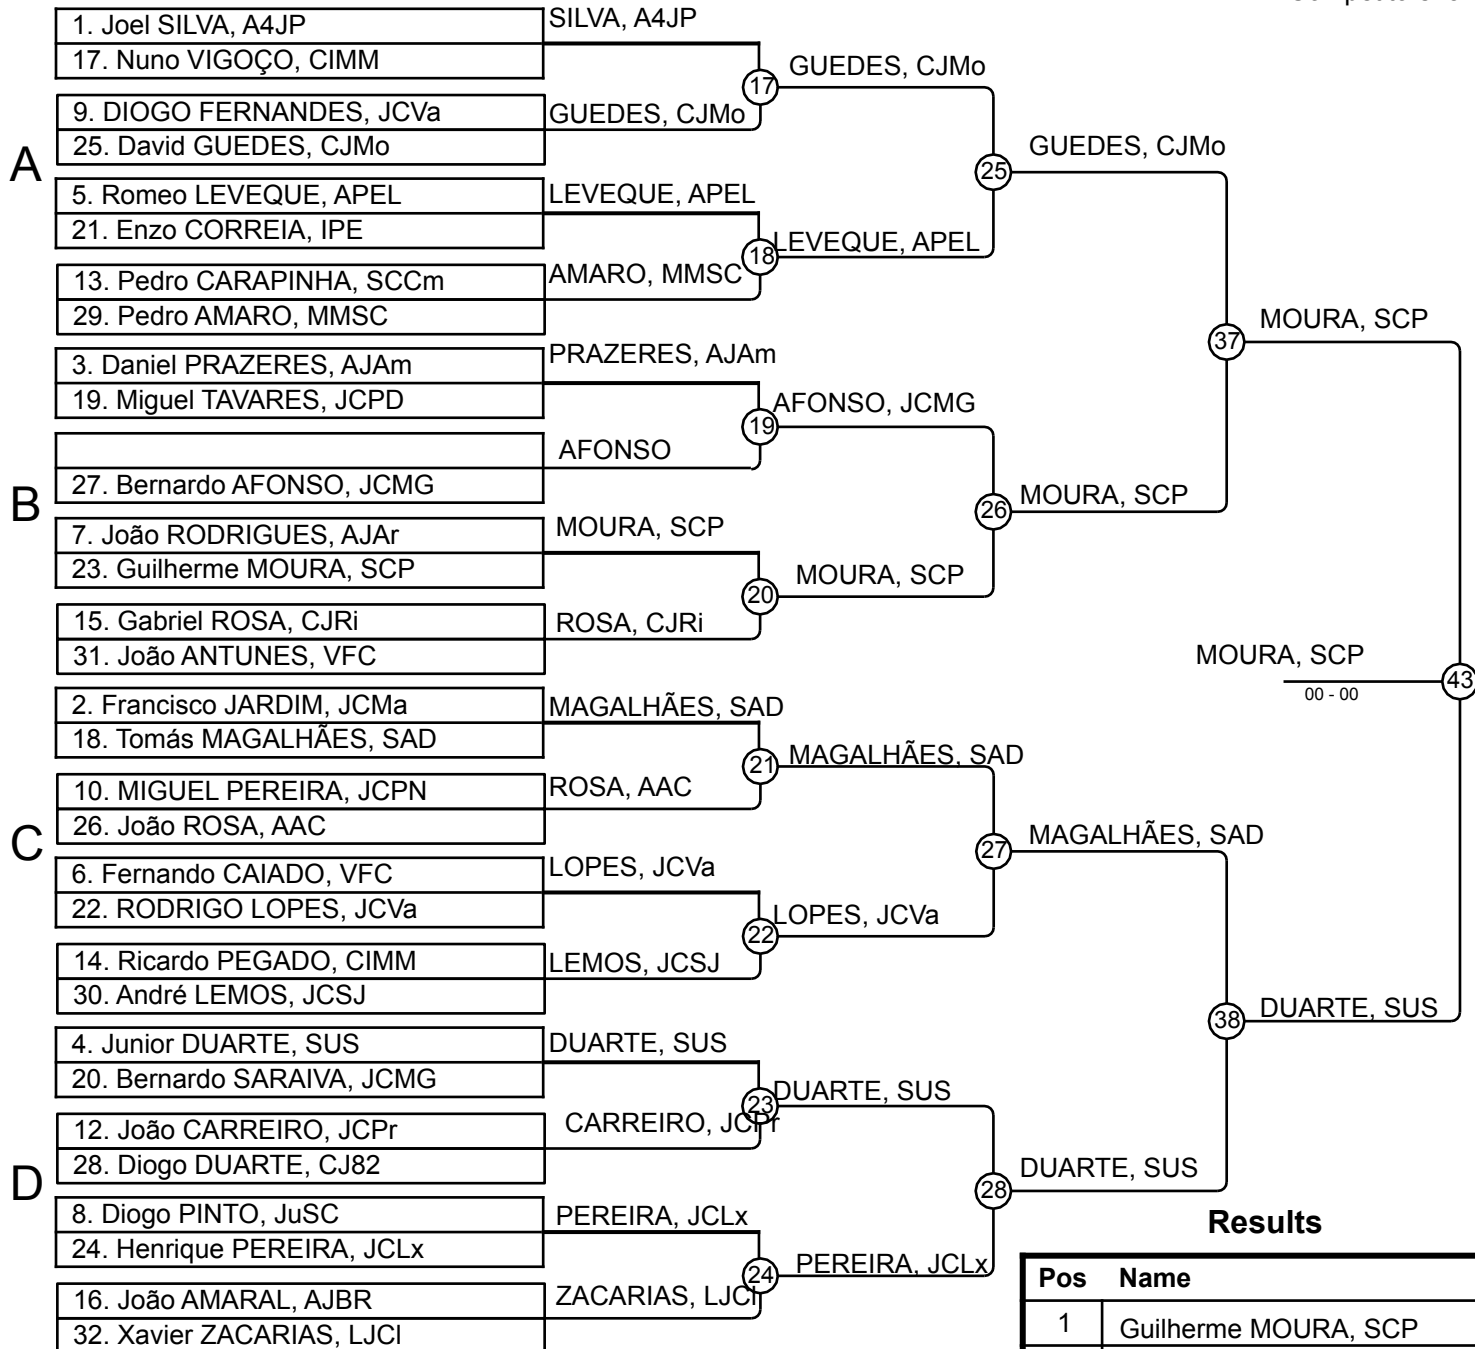 1. Joel SILVA, A4JP
17. Nuno VIGOÇO, CIMM
9. DIOGO FERNANDES, JCVa
25. David GUEDES, CJMo
A
5. Romeo LEVEQUE, APEL
21. Enzo CORREIA, IPE
13. Pedro CARAPINHA, SCCm
29. Pedro AMARO, MMSC
3. Daniel PRAZERES, AJAm
19. Miguel TAVARES, JCPD
27. Bernardo AFONSO, JCMG
B
7. João RODRIGUES, AJAr
23. Guilherme MOURA, SCP
15. Gabriel ROSA, CJRi
31. João ANTUNES, VFC
2. Francisco JARDIM, JCMa
18. Tomás MAGALHÃES, SAD
10. MIGUEL PEREIRA, JCPN
26. João ROSA, AAC
C
6. Fernando CAIADO, VFC
22. RODRIGO LOPES, JCVa
14. Ricardo PEGADO, CIMM
30. André LEMOS, JCSJ
4. Junior DUARTE, SUS
20. Bernardo SARAIVA, JCMG
12. João CARREIRO, JCPr
28. Diogo DUARTE, CJ82
D
8. Diogo PINTO, JuSC
24. Henrique PEREIRA, JCLx
16. João AMARAL, AJBR
32. Xavier ZACARIAS, LJCl
SILVA, A4JP
GUEDES, CJMo
LEVEQUE, APEL
AMARO, MMSC
PRAZERES, AJAm
AFONSO
MOURA, SCP
ROSA, CJRi
MAGALHÃES, SAD
ROSA, AAC
LOPES, JCVa
LEMOS, JCSJ
DUARTE, SUS
CARREIRO, JCPr
PEREIRA, JCLx
ZACARIAS, LJCl
17
18
19
20
21
22
23
24
GUEDES, CJMo
LEVEQUE, APEL
AFONSO, JCMG
MOURA, SCP
MAGALHÃES, SAD
LOPES, JCVa
DUARTE, SUS
PEREIRA, JCLx
25
26
27
28
GUEDES, CJMo
MOURA, SCP
MAGALHÃES, SAD
DUARTE, SUS
37
38
MOURA, SCP
DUARTE, SUS
MOURA, SCP
00 - 00
43
Results
Pos Name
1 Guilherme MOURA, SCP